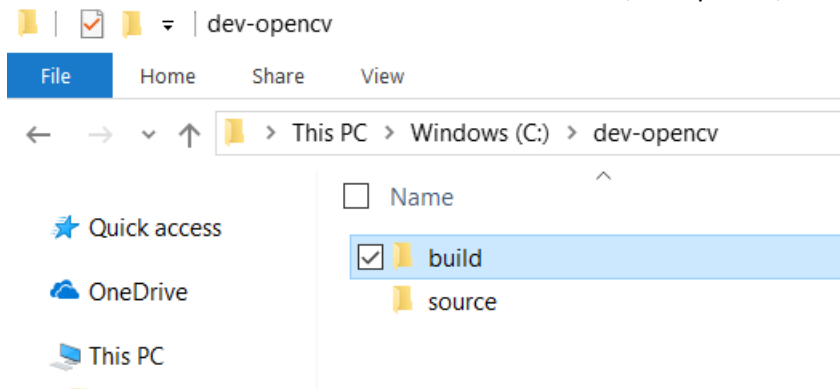 dev-opencv
File Home Share View
This PC > Windows (C:) > dev-opencv
Name
Quick access
build
OneDrive
source
This PC